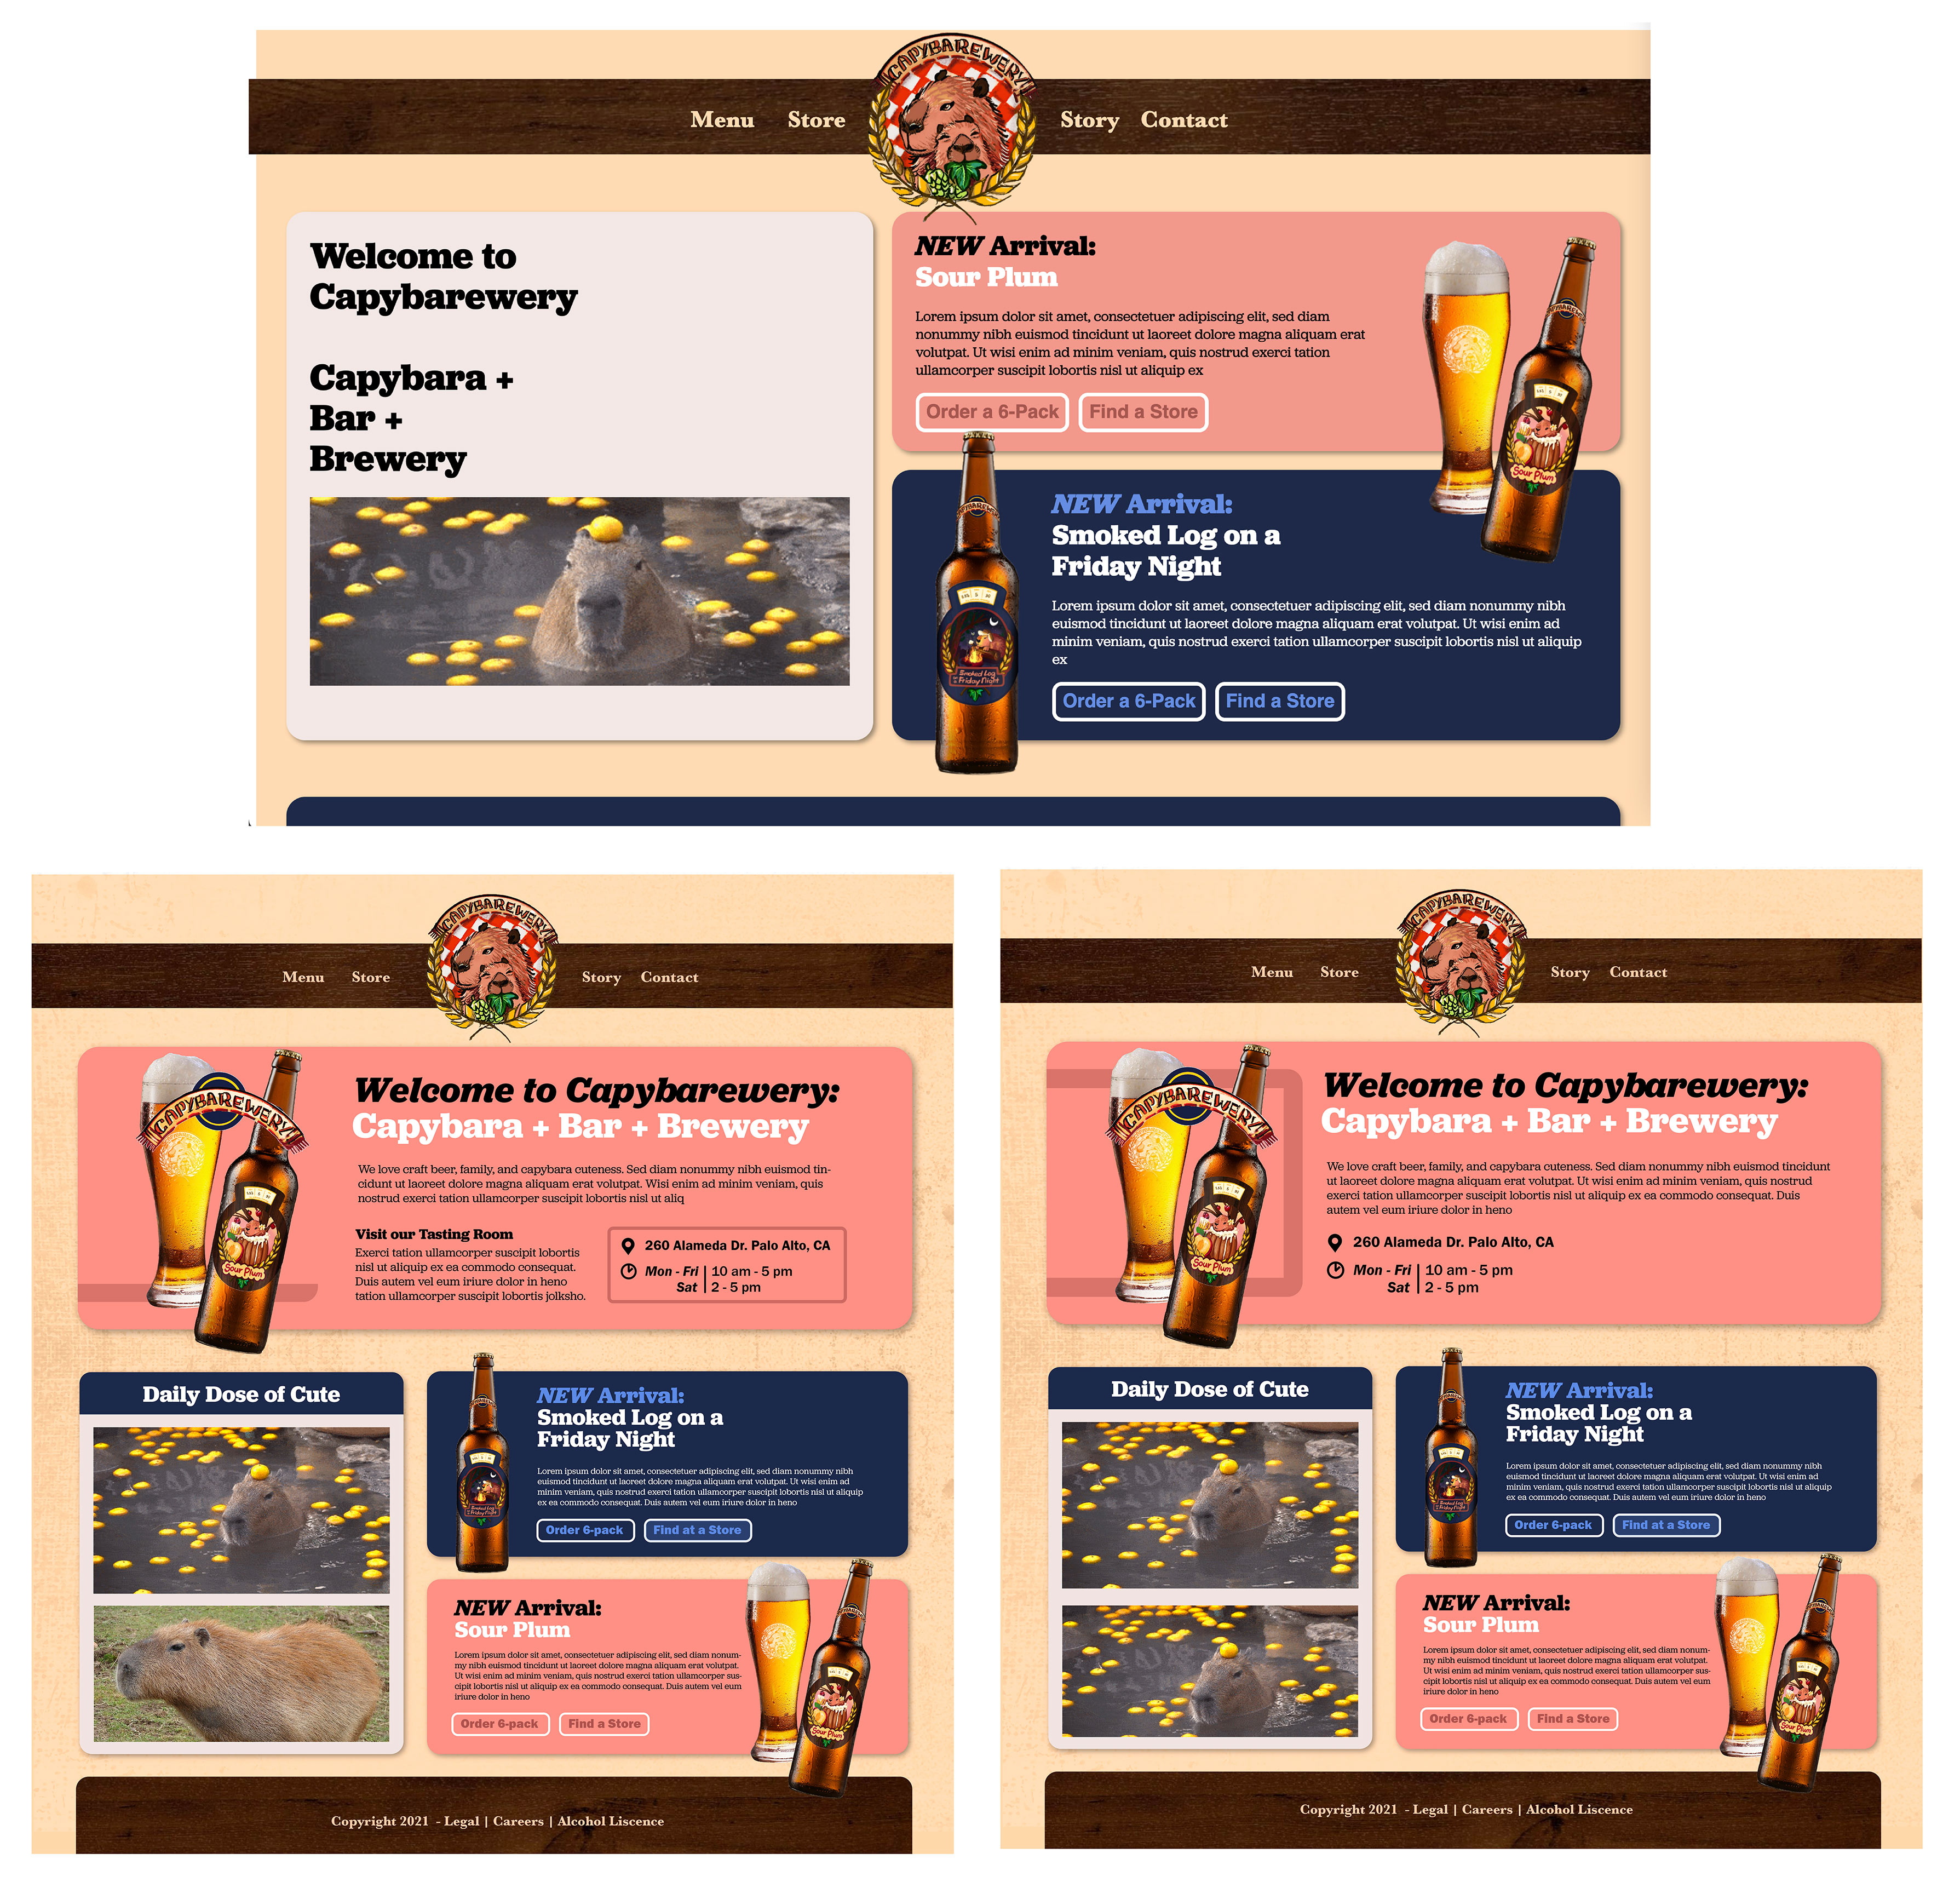 CAPYBAREWERY
Menu Store Story Contact
Welcome to
Capybarewery
Capybara +
Bar +
Brewery
NEW Arrival:
Sour Plum
Lorem ipsum dolor sit amet, consectetuer adipiscing elit, sed diam
nonummy nibh euismod tincidunt ut laoreet dolore magna aliquam erat
volutpat. Ut wisi enim ad minim veniam, quis nostrud exerci tation
ullamcorper suscipit lobortis nisl ut aliquip ex
Order a 6-Pack Find a Store
Sour Plum
NEW Arrival:
Smoked Log on a
Friday Night
Lorem ipsum dolor sit amet, consectetuer adipiscing elit, sed diam nonummy nibh
euismod tincidunt ut laoreet dolore magna aliquam erat volutpat. Ut wisi enim ad
minim veniam, quis nostrud exerci tation ullamcorper suscipit lobortis nisl ut aliquip
ex
Order a 6-Pack Find a Store
Smoked Log
Friday Night
CAPYBAREWERY
Menu Store Story Contact
CAPYBAREWERY
Sour Plum
Welcome to Capybarewery:
Capybara + Bar + Brewery
We love craft beer, family, and capybara cuteness. Sed diam nonummy nibh euismod tin-
cidunt ut laoreet dolore magna aliquam erat volutpat. Wisi enim ad minim veniam, quis
nostrud exerci tation ullamcorper suscipit lobortis nisl ut aliq
Visit our Tasting Room
Exerci tation ullamcorper suscipit lobortis
nisl ut aliquip ex ea commodo consequat.
Duis autem vel eum iriure dolor in heno
tation ullamcorper suscipit lobortis jolksho.
260 Alameda Dr. Palo Alto, CA
Mon - Fri | 10 am - 5 pm
Sat | 2 - 5 pm
Daily Dose of Cute
NEW Arrival:
Smoked Log on a
Friday Night
Lorem ipsum dolor sit amet, consectetuer adipiscing elit, sed diam nonummy nibh
euismod tincidunt ut laoreet dolore magna aliquam erat volutpat. Ut wisi enim ad
minim veniam, quis nostrud exerci tation ullamcorper suscipit lobortis nisl ut aliquip
ex ea commodo consequat. Duis autem vel eum iriure dolor in heno
Order 6-pack Find at a Store
NEW Arrival:
Sour Plum
Lorem ipsum dolor sit amet, consectetuer adipiscing elit, sed diam nonum-
my nibh euismod tincidunt ut laoreet dolore magna aliquam erat volutpat.
Ut wisi enim ad minim veniam, quis nostrud exerci tation ullamcorper sus-
cipit lobortis nisl ut aliquip ex ea commodo consequat. Duis autem vel eum
iriure dolor in heno
Order 6-pack Find a Store
Sour Plum
Copyright 2021 - Legal | Careers | Alcohol Liscence
CAPYBAREWERY
Menu Store Story Contact
CAPYBAREWERY
Sour Plum
Welcome to Capybarewery:
Capybara + Bar + Brewery
We love craft beer, family, and capybara cuteness. Sed diam nonummy nibh euismod tincidunt
ut laoreet dolore magna aliquam erat volutpat. Ut wisi enim ad minim veniam, quis nostrud
exerci tation ullamcorper suscipit lobortis nisl ut aliquip ex ea commodo consequat. Duis
autem vel eum iriure dolor in heno
260 Alameda Dr. Palo Alto, CA
Mon - Fri | 10 am - 5 pm
Sat | 2 - 5 pm
Daily Dose of Cute
NEW Arrival:
Smoked Log on a
Friday Night
Lorem ipsum dolor sit amet, consectetuer adipiscing elit, sed diam nonummy nibh
euismod tincidunt ut laoreet dolore magna aliquam erat volutpat. Ut wisi enim ad
minim veniam, quis nostrud exerci tation ullamcorper suscipit lobortis nisl ut aliquip
ex ea commodo consequat. Duis autem vel eum iriure dolor in heno
Order 6-pack Find at a Store
NEW Arrival:
Sour Plum
Lorem ipsum dolor sit amet, consectetuer adipiscing elit, sed diam nonum-
my nibh euismod tincidunt ut laoreet dolore magna aliquam erat volutpat.
Ut wisi enim ad minim veniam, quis nostrud exerci tation ullamcorper sus-
cipit lobortis nisl ut aliquip ex ea commodo consequat. Duis autem vel eum
iriure dolor in heno
Order 6-pack Find a Store
Sour Plum
Copyright 2021 - Legal | Careers | Alcohol Liscence